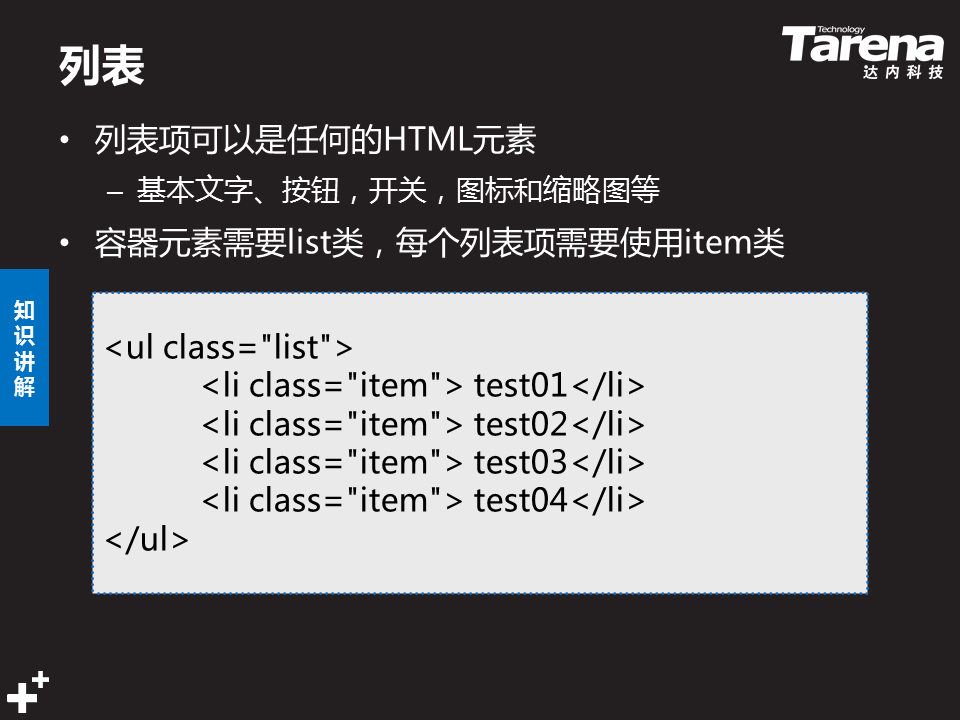 列表
Technology
Tarena
达内科技
• 列表项可以是任何的HTML元素
– 基本文字、按钮，开关，图标和缩略图等
• 容器元素需要list类，每个列表项需要使用item类
知识讲解
<ul class="list">
<li class="item"> test01</li>
<li class="item"> test02</li>
<li class="item"> test03</li>
<li class="item"> test04</li>
</ul>